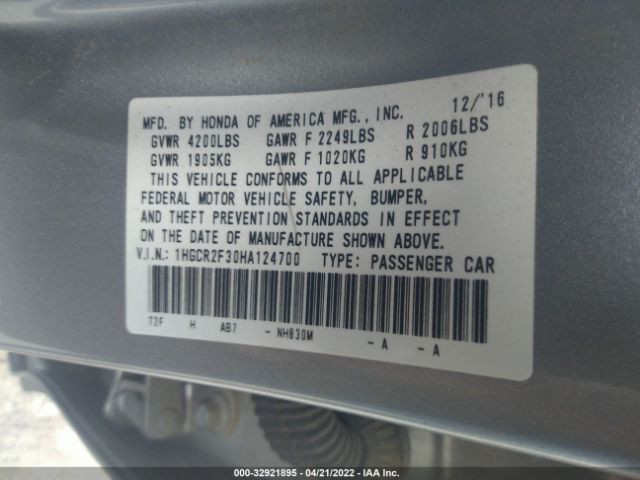 MFD. BY HONDA OF AMERICA MFG., INC. 12/'16
GVWR 4200LBS GAWR F 2249LBS R 2006LBS
GVWR 1905KG GAWR F 1020KG R 910KG
THIS VEHICLE CONFORMS TO ALL APPLICABLE
FEDERAL MOTOR VEHICLE SAFETY, BUMPER,
AND THEFT PREVENTION STANDARDS IN EFFECT
ON THE DATE OF MANUFACTURE SHOWN ABOVE.
V.I.N.: 1HGCR2F30HA124700 TYPE: PASSENGER CAR
T2F H AB7 - NH830M - A - A
000-32921895 - 04/21/2022 - IAA Inc.